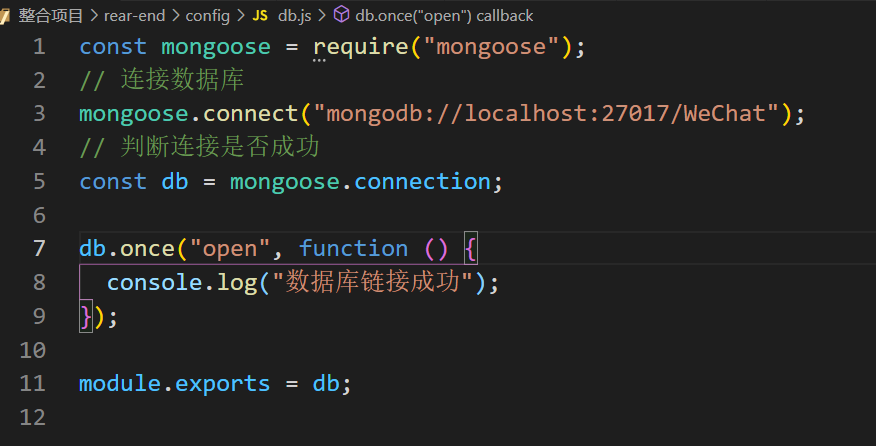 整合项目 > rear-end > config > JS db.js > db.once("open") callback
1 const mongoose = require("mongoose");
2 // 连接数据库
3 mongoose.connect("mongodb://localhost:27017/WeChat");
4 // 判断连接是否成功
5 const db = mongoose.connection;
6
7 db.once("open", function () {
8 console.log("数据库链接成功");
9 });
10
11 module.exports = db;
12